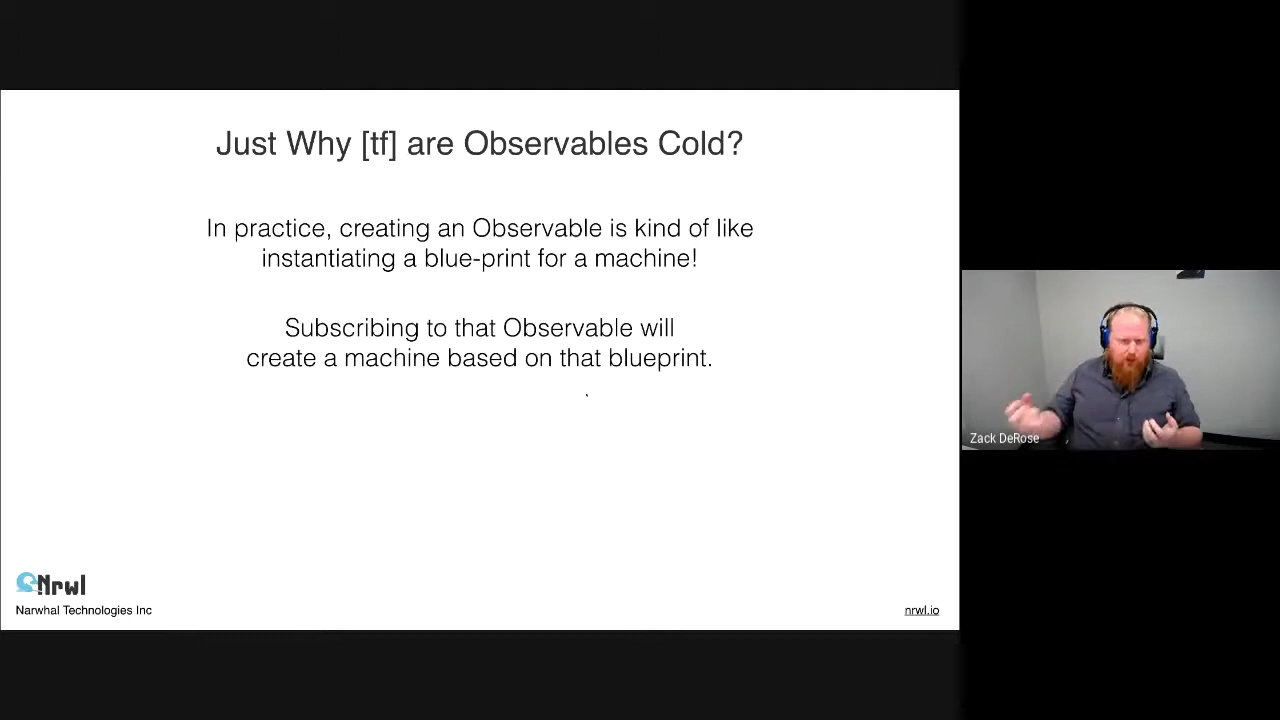 Just Why [tf] are Observables Cold?
In practice, creating an Observable is kind of like
instantiating a blue-print for a machine!
Subscribing to that Observable will
create a machine based on that blueprint.
Zack DeRose
Nrwl
Narwhal Technologies Inc
nrwl.io